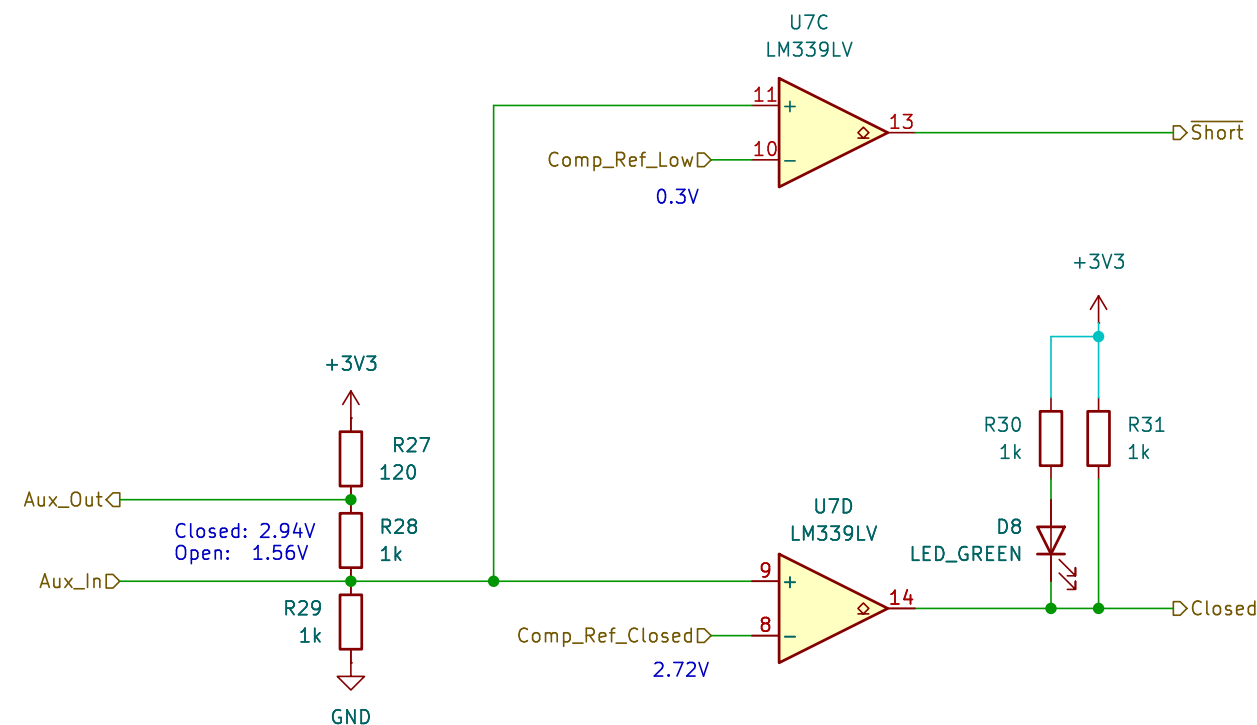 U7C
LM339LV
11
+
13
Short
10
−
Comp_Ref_Low
0.3V
+3V3
+3V3
R30
1k
R31
1k
R27
120
Aux_Out
Closed: 2.94V
Open: 1.56V
R28
1k
U7D
LM339LV
D8
LED_GREEN
Aux_In
9
+
14
Closed
R29
1k
8
−
Comp_Ref_Closed
2.72V
GND